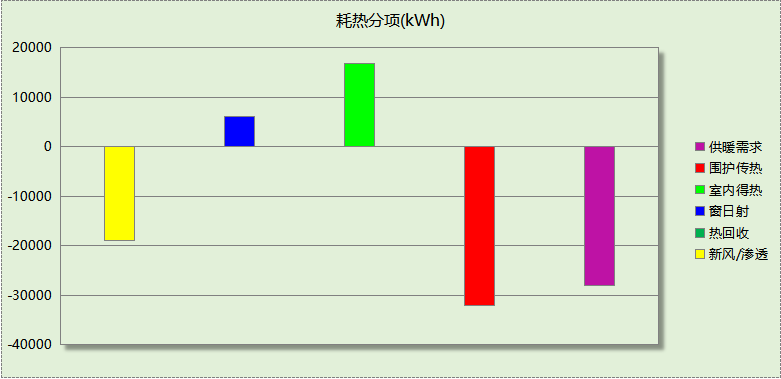 耗热分项(kWh)
20000
10000
0
-10000
-20000
-30000
-40000
供暖需求
围护传热
室内得热
窗日射
热回收
新风/渗透